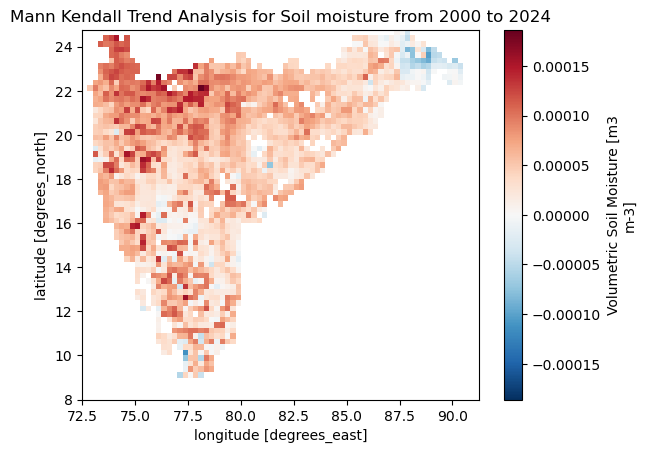 Mann Kendall Trend Analysis for Soil moisture from 2000 to 2024
24
22
20
18
16
14
12
10
8
latitude [degrees_north]
72.5 75.0 77.5 80.0 82.5 85.0 87.5 90.0
longitude [degrees_east]
0.00015
0.00010
0.00005
0.00000
−0.00005
−0.00010
−0.00015
Volumetric Soil Moisture [m3
m-3]